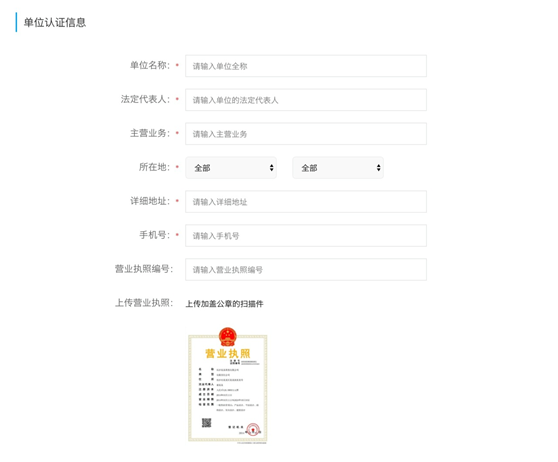 单位认证信息
单位名称： * 请输入单位全称
法定代表人： * 请输入单位的法定代表人
主营业务： * 请输入主营业务
所在地： * 全部 全部
详细地址： * 请输入详细地址
手机号： * 请输入手机号
营业执照编号： 请输入营业执照编号
上传营业执照： 上传加盖公章的扫描件
营业执照